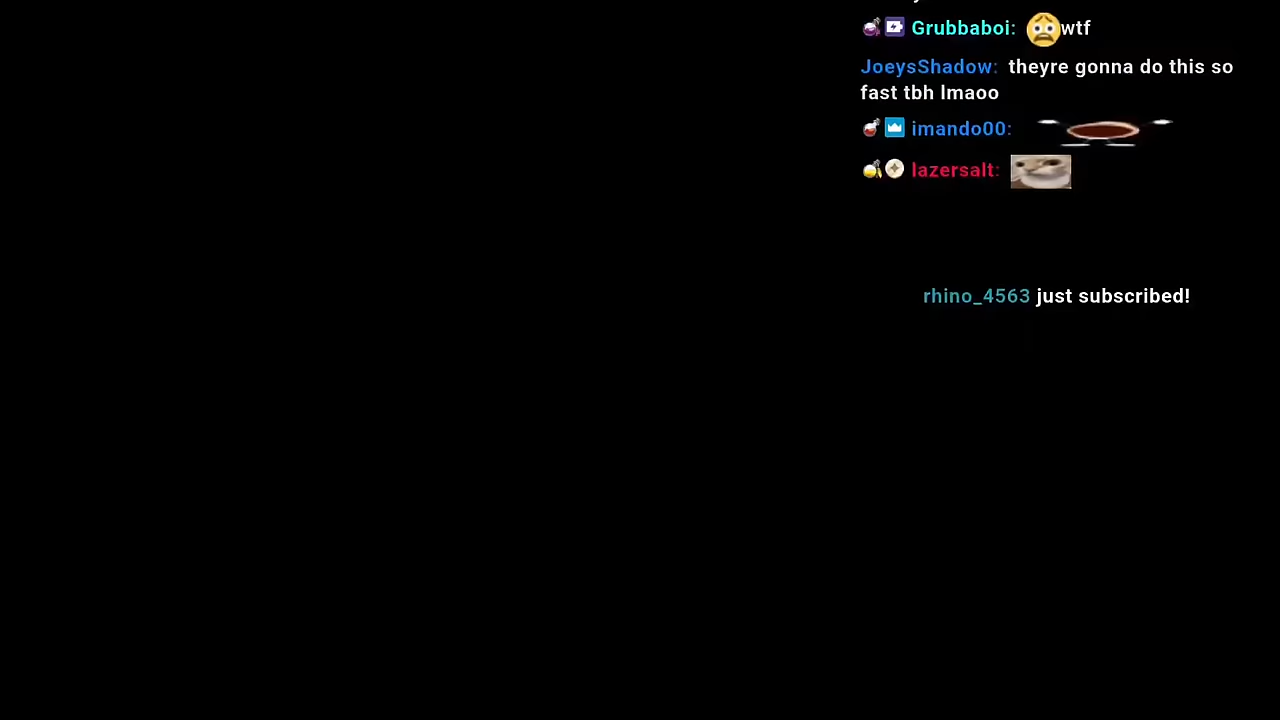 Grubbaboi: wtf
JoeysShadow: theyre gonna do this so
fast tbh lmaoo
imando00:
lazersalt:
rhino_4563 just subscribed!